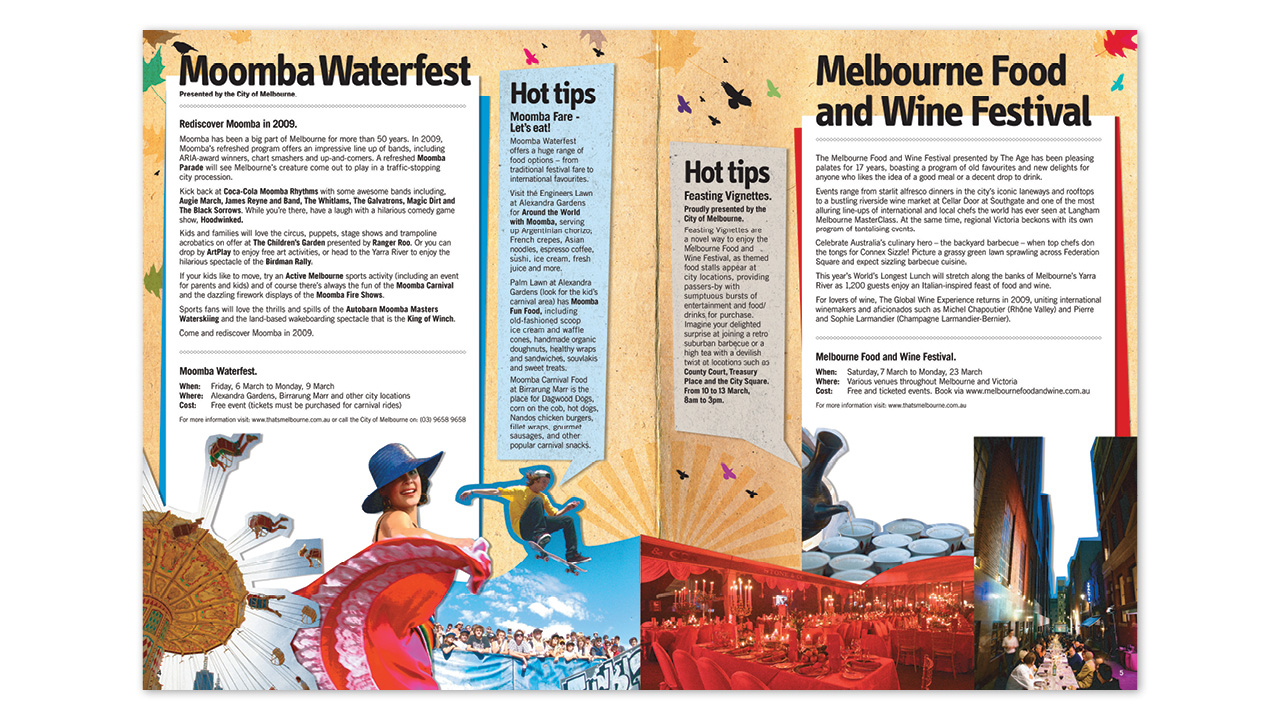 Moomba Waterfest
Presented by the City of Melbourne.
Rediscover Moomba in 2009.
Moomba has been a big part of Melbourne for more than 50 years. In 2009,
Moomba's refreshed program offers an impressive line up of bands, including
ARIA-award winners, chart smashers and up-and-comers. A refreshed Moomba
Parade will see Melbourne's creature come out to play in a traffic-stopping
city procession.
Kick back at Coca-Cola Moomba Rhythms with some awesome bands including,
Augie March, James Reyne and Band, The Whitlams, The Galvatrons, Magic Dirt and
The Black Sorrows. While you're there, have a laugh with a hilarious comedy game
show, Hoodwinked.
Kids and families will love the circus, puppets, stage shows and trampoline
acrobatics on offer at The Children's Garden presented by Ranger Roo. Or you can
drop by ArtPlay to enjoy free art activities, or head to the Yarra River to enjoy the
hilarious spectacle of the Birdman Rally.
If your kids like to move, try an Active Melbourne sports activity (including an event
for parents and kids) and of course there's always the fun of the Moomba Carnival
and the dazzling firework displays of the Moomba Fire Shows.
Sports fans will love the thrills and spills of the Autobarn Moomba Masters
Waterskiing and the land-based wakeboarding spectacle that is the King of Winch.
Come and rediscover Moomba in 2009.
Moomba Waterfest.
When: Friday, 6 March to Monday, 9 March
Where: Alexandra Gardens, Birrarung Marr and other city locations
Cost: Free event (tickets must be purchased for carnival rides)
For more information visit: www.thatsmelbourne.com.au or call the City of Melbourne on: (03) 9658 9658
Hot tips
Moomba Fare -
Let's eat!
Moomba Waterfest
offers a huge range of
food options – from
traditional festival fare to
international favourites.
Visit the Engineers Lawn
at Alexandra Gardens
for Around the World
with Moomba, serving
up Argentinian chorizo,
French crepes, Asian
noodles, espresso coffee,
sushi, ice cream, fresh
juice and more.
Palm Lawn at Alexandra
Gardens (look for the kid's
carnival area) has Moomba
Fun Food, including
old-fashioned scoop
ice cream and waffle
cones, handmade organic
doughnuts, healthy wraps
and sandwiches, souvlakis
and sweet treats.
Moomba Carnival Food
at Birrarung Marr is the
place for Dagwood Dogs,
corn on the cob, hot dogs,
Nandos chicken burgers,
fillet wraps, gourmet
sausages, and other
popular carnival snacks.
Hot tips
Feasting Vignettes.
Proudly presented by the
City of Melbourne.
Feasting Vignettes are
a novel way to enjoy the
Melbourne Food and
Wine Festival, as themed
food stalls appear at
city locations, providing
passers-by with
sumptuous bursts of
entertainment and food/
drinks for purchase.
Imagine your delighted
surprise at joining a retro
suburban barbecue or a
high tea with a devilish
twist at locations such as
County Court, Treasury
Place and the City Square.
From 10 to 13 March,
8am to 3pm.
Melbourne Food
and Wine Festival
The Melbourne Food and Wine Festival presented by The Age has been pleasing
palates for 17 years, boasting a program of old favourites and new delights for
anyone who likes the idea of a good meal or a decent drop to drink.
Events range from starlit alfresco dinners in the city's iconic laneways and rooftops
to a bustling riverside wine market at Cellar Door at Southgate and one of the most
alluring line-ups of international and local chefs the world has ever seen at Langham
Melbourne MasterClass. At the same time, regional Victoria beckons with its own
program of tantalising events.
Celebrate Australia's culinary hero – the backyard barbecue – when top chefs don
the tongs for Connex Sizzle! Picture a grassy green lawn sprawling across Federation
Square and expect sizzling barbecue cuisine.
This year's World's Longest Lunch will stretch along the banks of Melbourne's Yarra
River as 1,200 guests enjoy an Italian-inspired feast of food and wine.
For lovers of wine, The Global Wine Experience returns in 2009, uniting international
winemakers and aficionados such as Michel Chapoutier (Rhône Valley) and Pierre
and Sophie Larmandier (Champagne Larmandier-Bernier).
Melbourne Food and Wine Festival.
When: Saturday, 7 March to Monday, 23 March
Where: Various venues throughout Melbourne and Victoria
Cost: Free and ticketed events. Book via www.melbournefoodandwine.com.au
For more information visit: www.thatsmelbourne.com.au
5